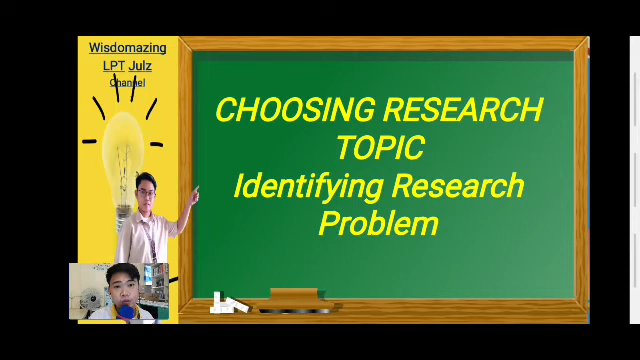 Wisdomazing
LPT Julz
Channel
CHOOSING RESEARCH
TOPIC
Identifying Research
Problem